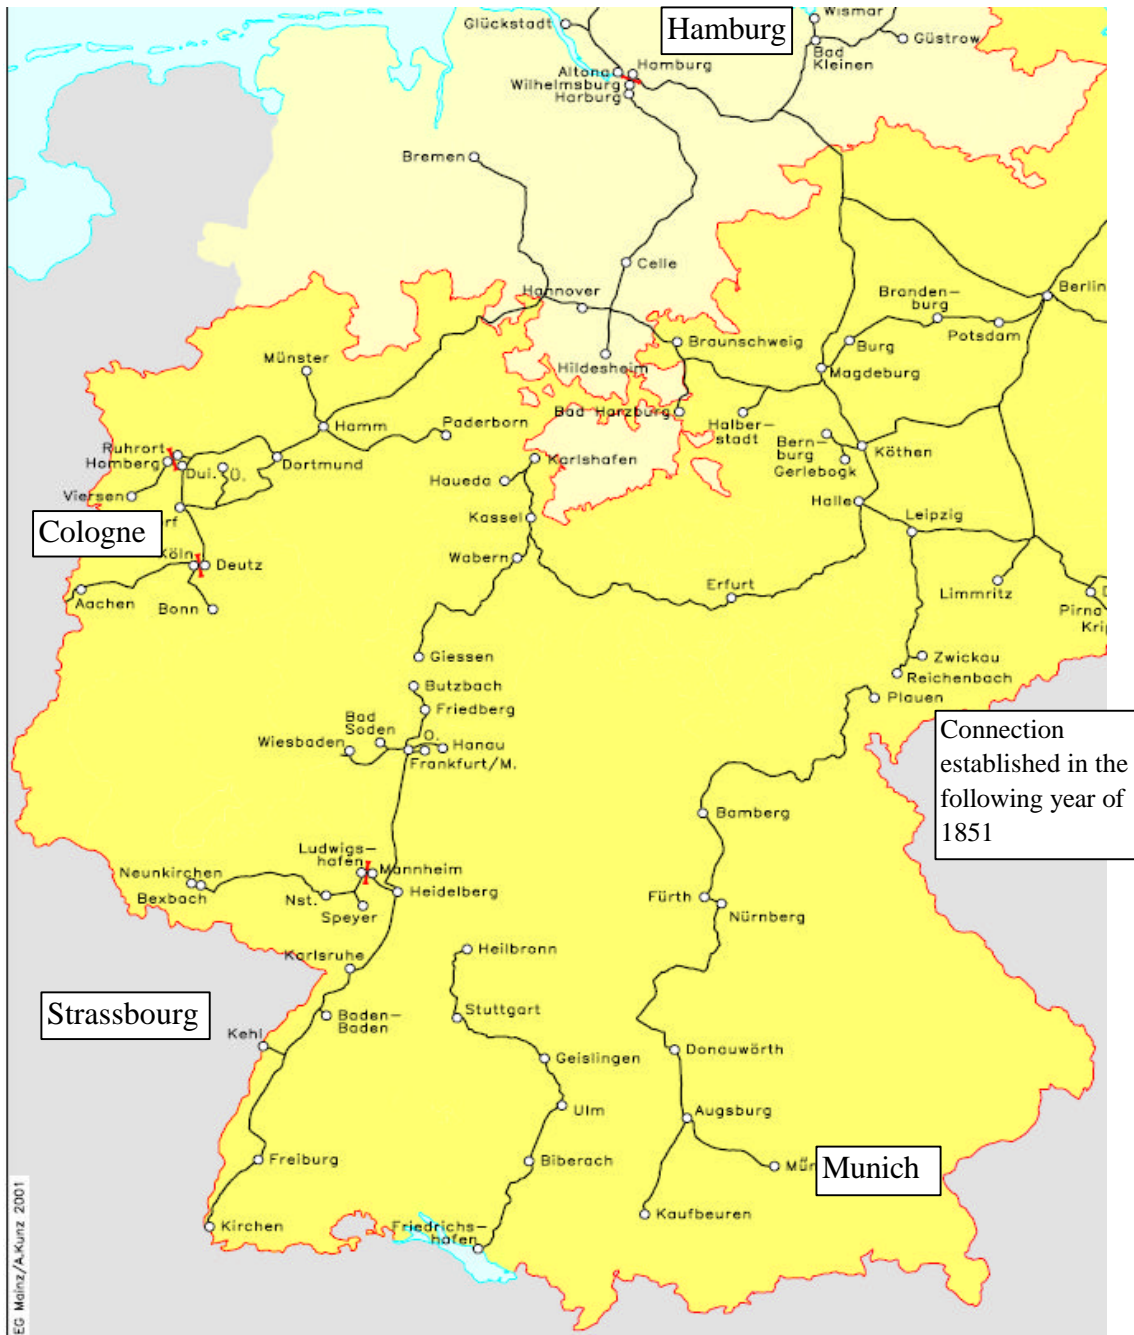 Glückstadt
Hamburg
Wismar
Bad
Kleinen
Güstrow
Altona
Hamburg
Wilhelmsburg
Harburg
Bremen
Celle
Hannover
Branden-
burg
Berlin
Potsdam
Braunschweig
Burg
Münster
Hildesheim
Magdeburg
Bad Harzburg
Halber-
stadt
Hamm
Paderborn
Bern-
burg
Gerlebogk
Köthen
Ruhrort
Homberg
Dui.
Ü.
Dortmund
Karlshafen
Haueda
Viersen
Halle
Leipzig
Kassel
Cologne
rf
Köln
Deutz
Wabern
Erfurt
Limmritz
Aachen
Bonn
Pirna
Krip
Giessen
Zwickau
Reichenbach
Butzbach
Plauen
Friedberg
Bad
Soden
O.
Wiesbaden
Hanau
Frankfurt/M.
Connection
established in the
following year of
1851
Bamberg
Ludwigs-
hafen
Mannheim
Neunkirchen
Bexbach
Nst.
Speyer
Heidelberg
Fürth
Nürnberg
Karlsruhe
Heilbronn
Strassbourg
Baden-
Baden
Stuttgart
Kehl
Geislingen
Donauwörth
Ulm
Augsburg
Freiburg
Biberach
Mün
Munich
Kirchen
Friedrichs-
hafen
Kaufbeuren
EG Mainz/A.Kunz 2001